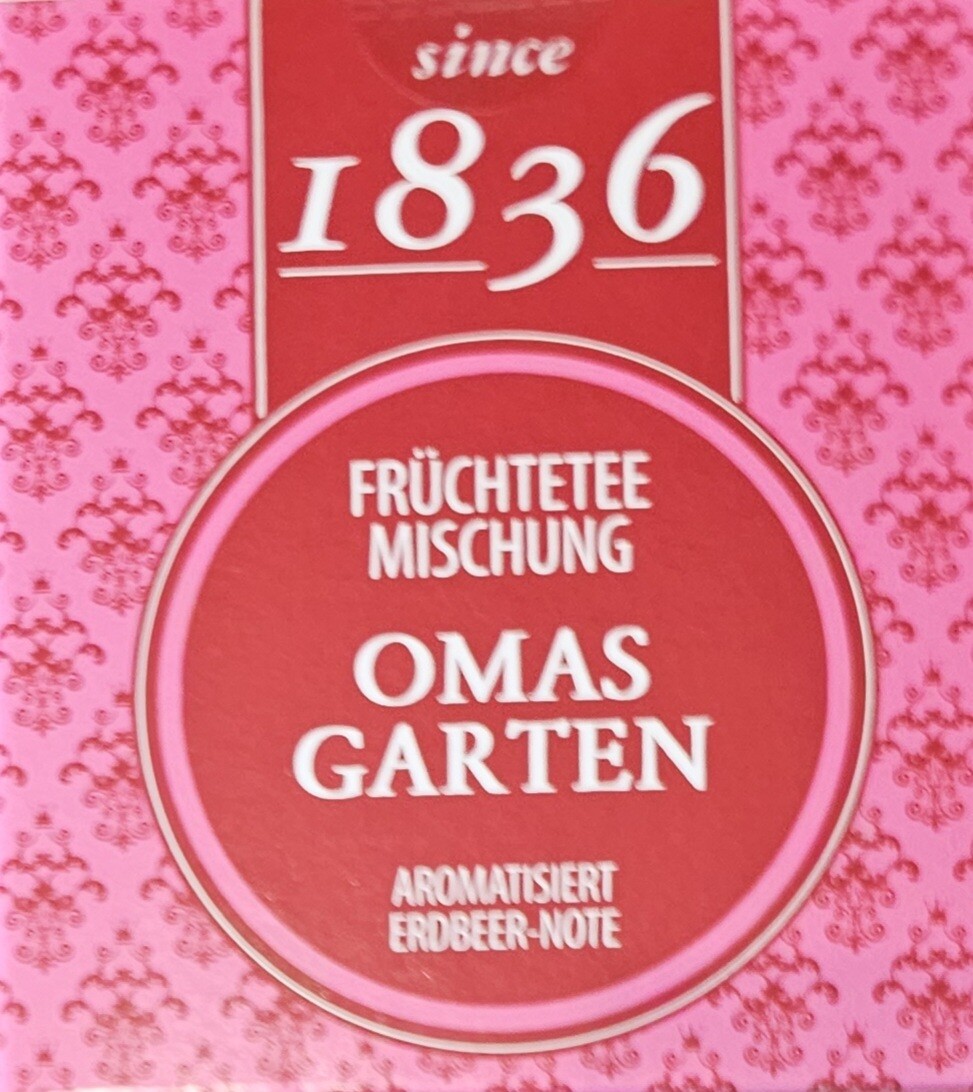 since
1836
FRÜCHTETEE
MISCHUNG
OMAS
GARTEN
AROMATISIERT
ERDBEER-NOTE